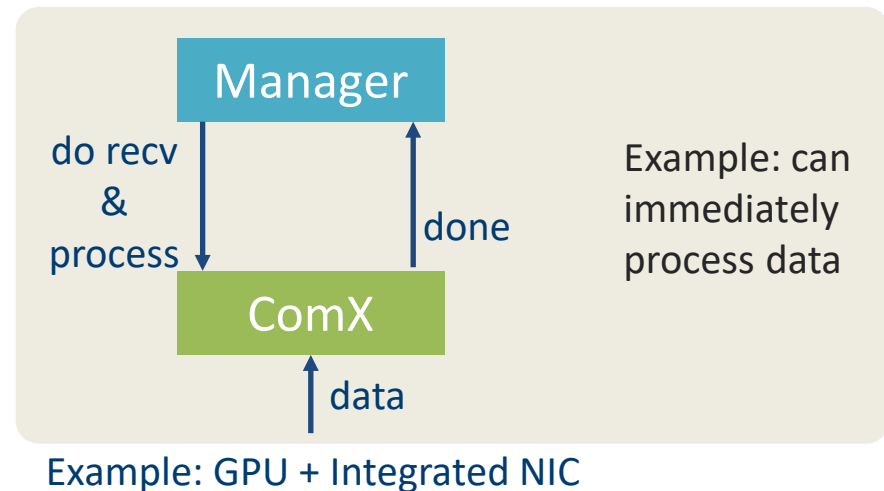 Manager
do recv
&
process
done
Example: can
immediately
process data
ComX
data
Example: GPU + Integrated NIC